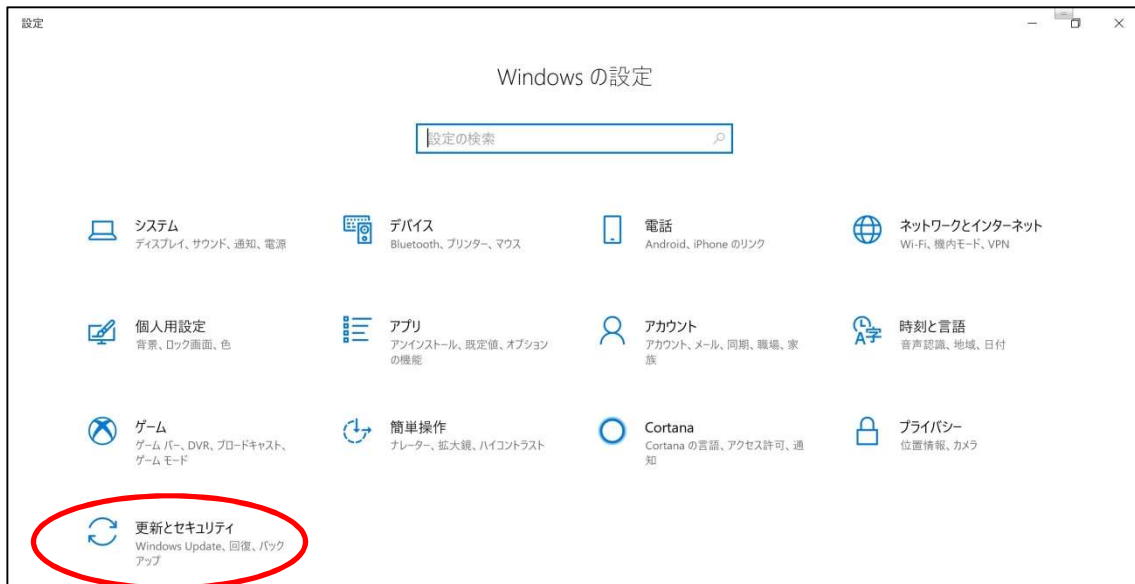 設定
Windows の設定
設定の検索
システム
ディスプレイ、サウンド、通知、電源
デバイス
Bluetooth、プリンター、マウス
電話
Android、iPhone のリンク
ネットワークとインターネット
Wi-Fi、機内モード、VPN
個人用設定
背景、ロック画面、色
アプリ
アンインストール、既定値、オプション
の機能
アカウント
アカウント、メール、同期、職場、家
族
時刻と言語
音声認識、地域、日付
ゲーム
ゲーム バー、DVR、ブロードキャスト、
ゲーム モード
簡単操作
ナレーター、拡大鏡、ハイコントラスト
Cortana
Cortana の言語、アクセス許可、通
知
プライバシー
位置情報、カメラ
更新とセキュリティ
Windows Update、回復、バック
アップ